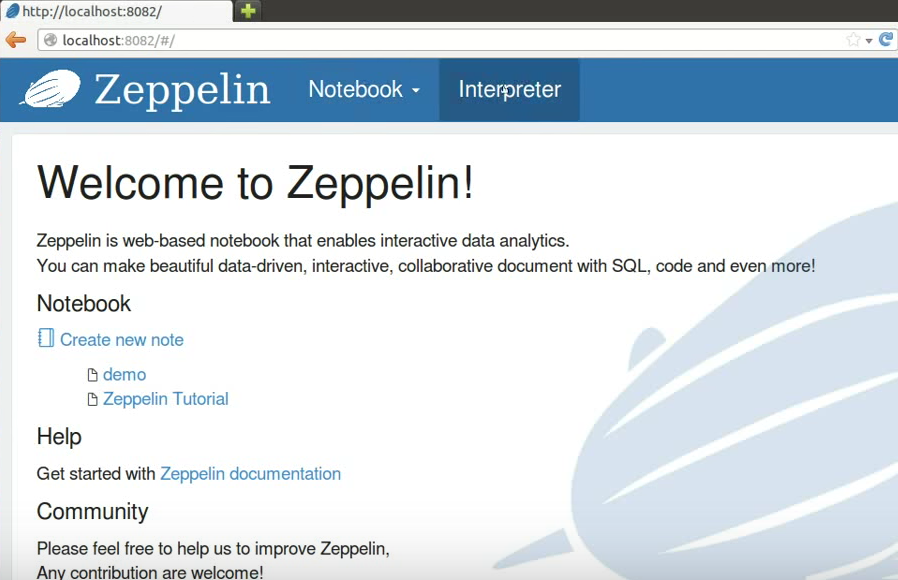 http://localhost:8082/
localhost:8082/#/
Zeppelin Notebook Interpreter
Welcome to Zeppelin!
Zeppelin is web-based notebook that enables interactive data analytics.
You can make beautiful data-driven, interactive, collaborative document with SQL, code and even more!
Notebook
Create new note
demo
Zeppelin Tutorial
Help
Get started with Zeppelin documentation
Community
Please feel free to help us to improve Zeppelin,
Any contribution are welcome!